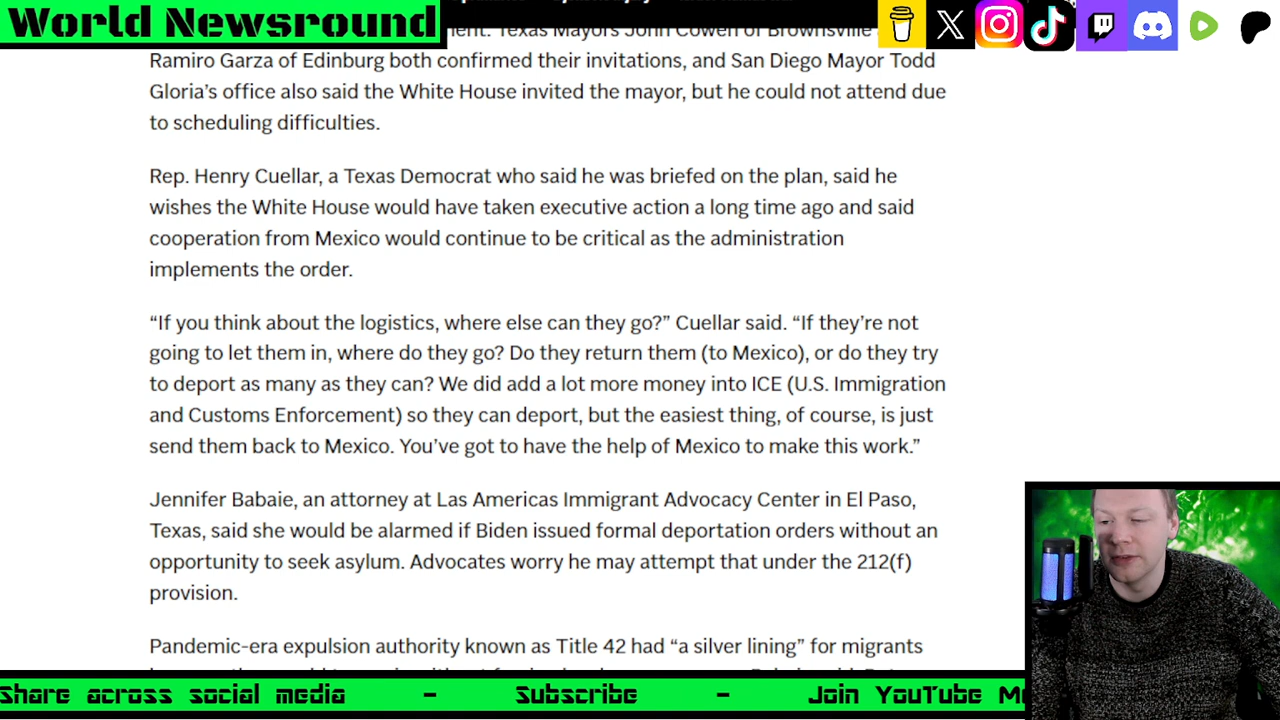 World Newsround
Texas Mayors John Cowen of Brownsville
Ramiro Garza of Edinburg both confirmed their invitations, and San Diego Mayor Todd
Gloria’s office also said the White House invited the mayor, but he could not attend due
to scheduling difficulties.
Rep. Henry Cuellar, a Texas Democrat who said he was briefed on the plan, said he
wishes the White House would have taken executive action a long time ago and said
cooperation from Mexico would continue to be critical as the administration
implements the order.
“If you think about the logistics, where else can they go?” Cuellar said. “If they’re not
going to let them in, where do they go? Do they return them (to Mexico), or do they try
to deport as many as they can? We did add a lot more money into ICE (U.S. Immigration
and Customs Enforcement) so they can deport, but the easiest thing, of course, is just
send them back to Mexico. You’ve got to have the help of Mexico to make this work.”
Jennifer Babaie, an attorney at Las Americas Immigrant Advocacy Center in El Paso,
Texas, said she would be alarmed if Biden issued formal deportation orders without an
opportunity to seek asylum. Advocates worry he may attempt that under the 212(f)
provision.
Pandemic-era expulsion authority known as Title 42 had “a silver lining” for migrants
Share across social media - Subscribe - Join YouTube